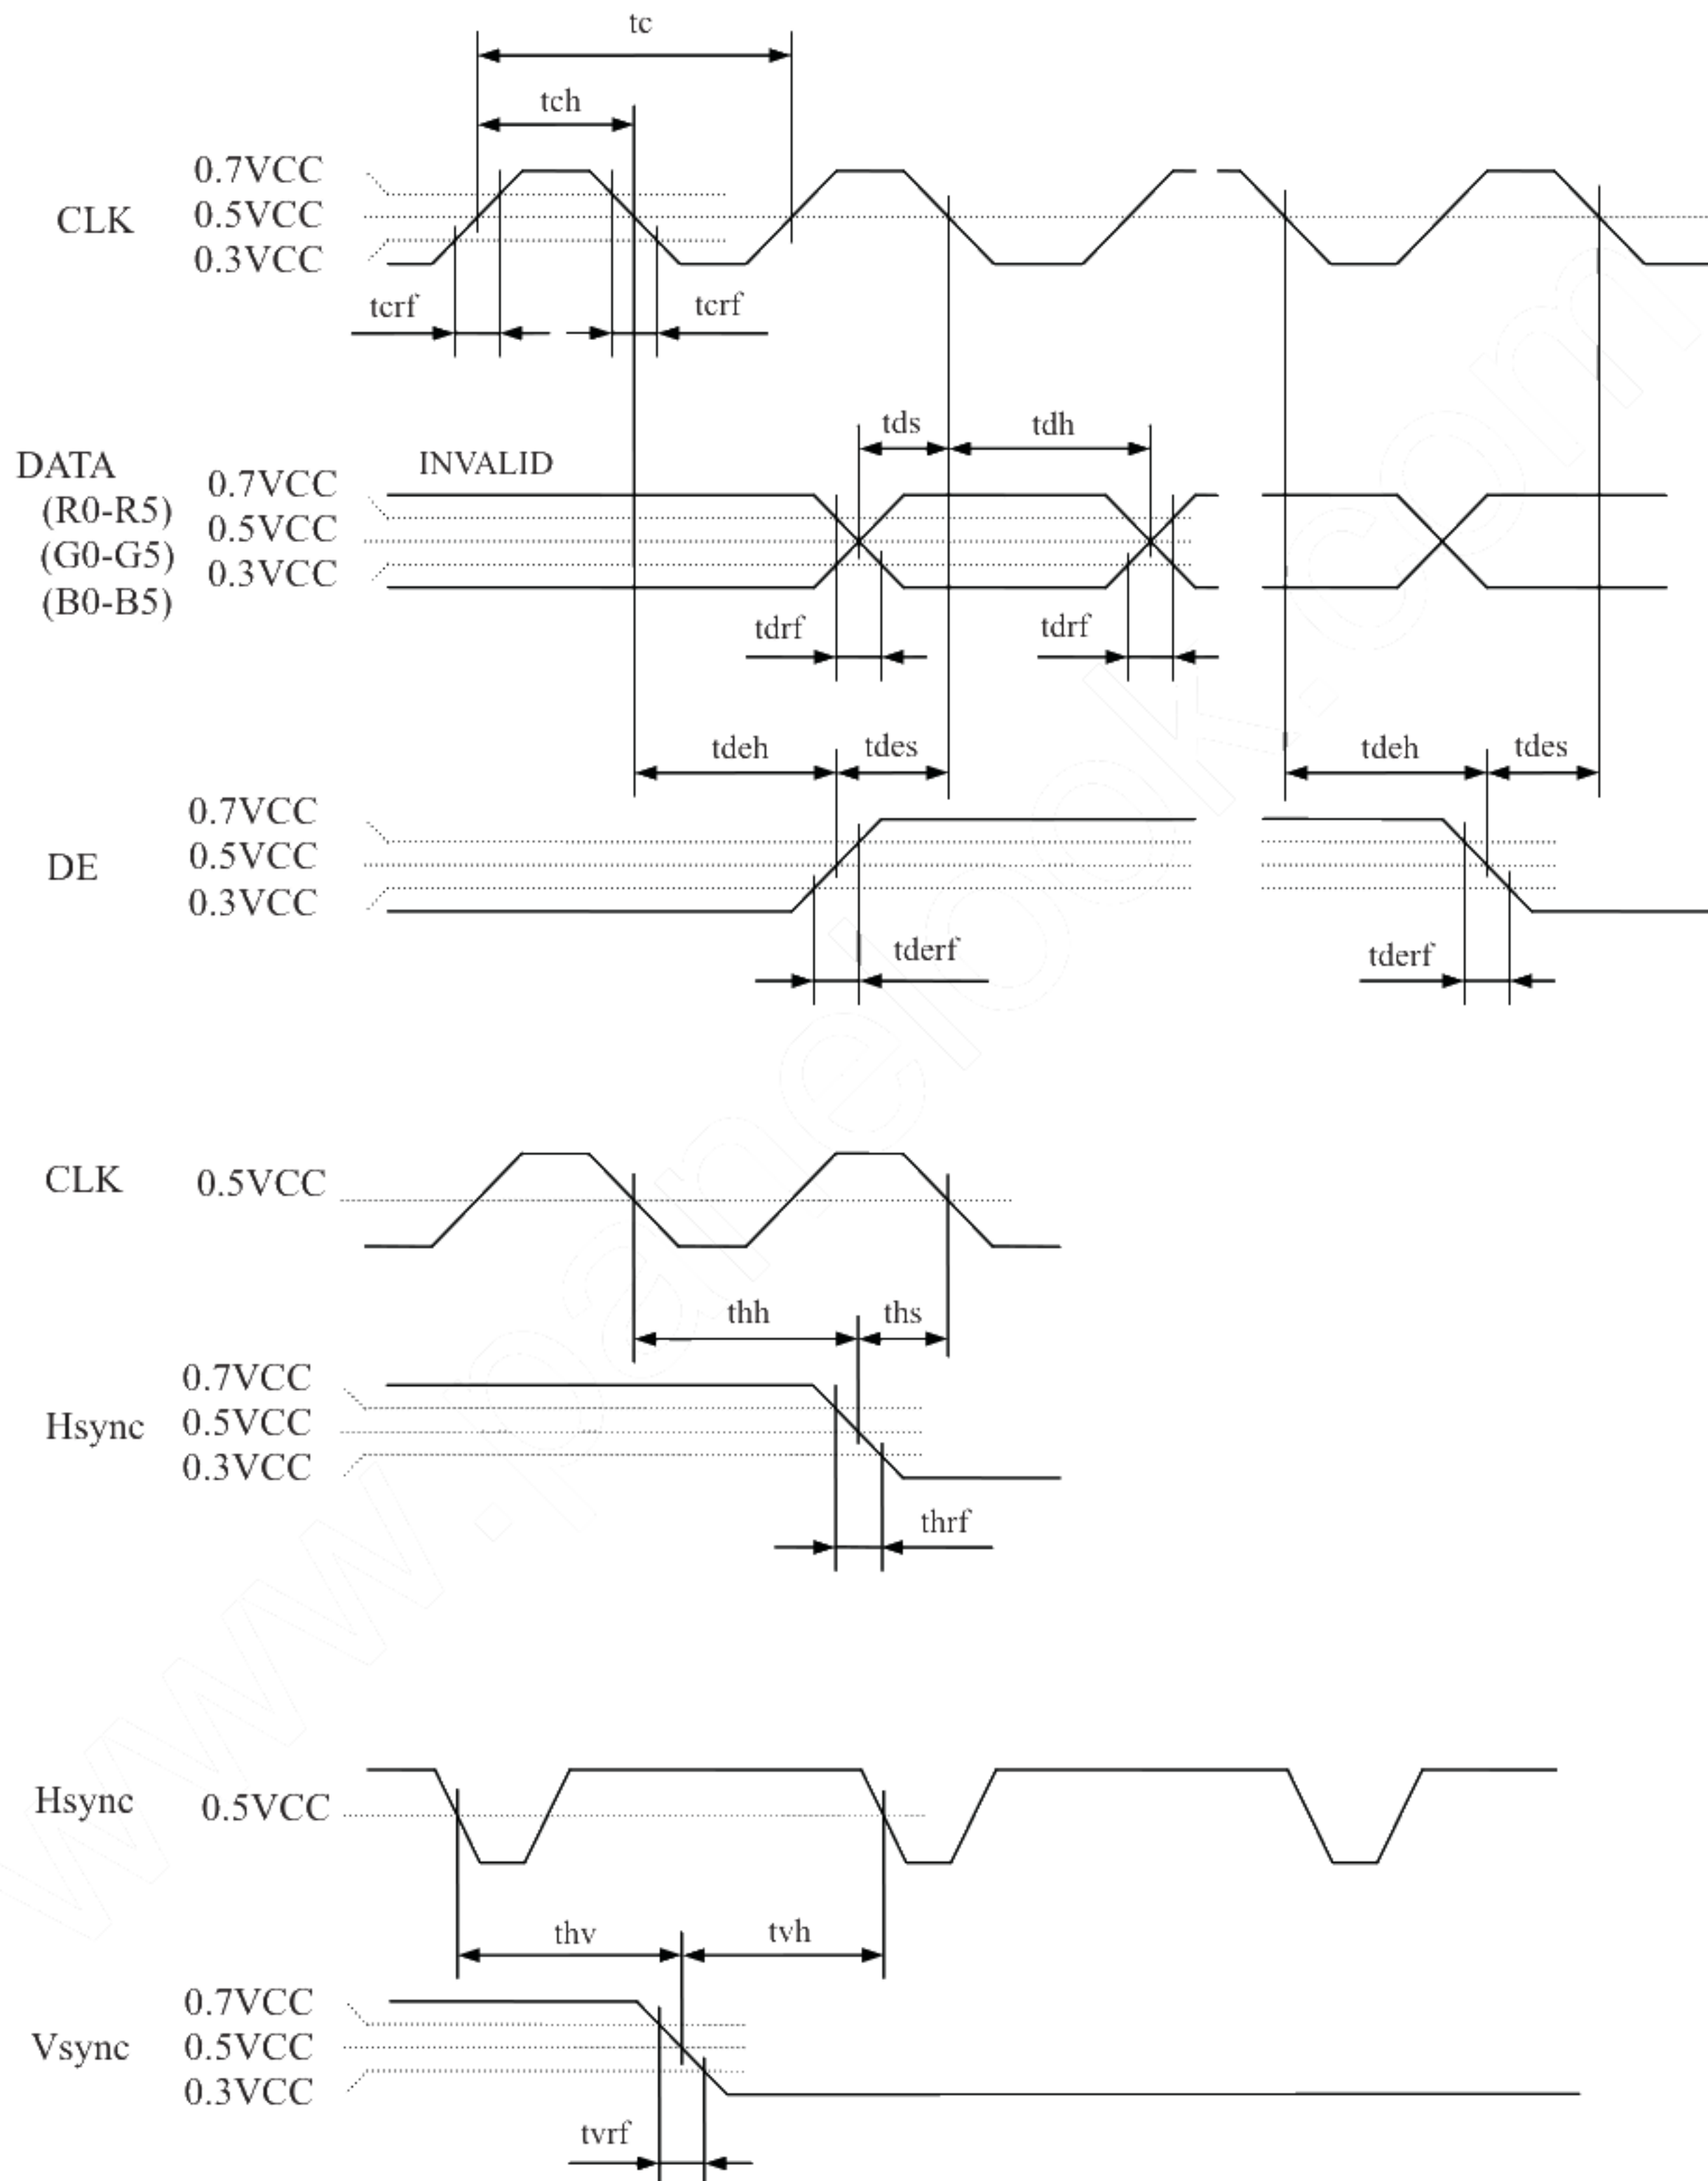 tc
tch
0.7VCC
CLK 0.5VCC
0.3VCC
tcrf tcrf
tds tdh
DATA INVALID
0.7VCC
(R0-R5)
0.5VCC
(G0-G5)
0.3VCC
(B0-B5)
tdrf tdrf
tdeh tdes tdeh tdes
0.7VCC
DE 0.5VCC
0.3VCC
tderf tderf
CLK 0.5VCC
thh ths
0.7VCC
Hsync 0.5VCC
0.3VCC
thrf
Hsync 0.5VCC
thv tvh
0.7VCC
Vsync 0.5VCC
0.3VCC
tvrf
www.panelook.com